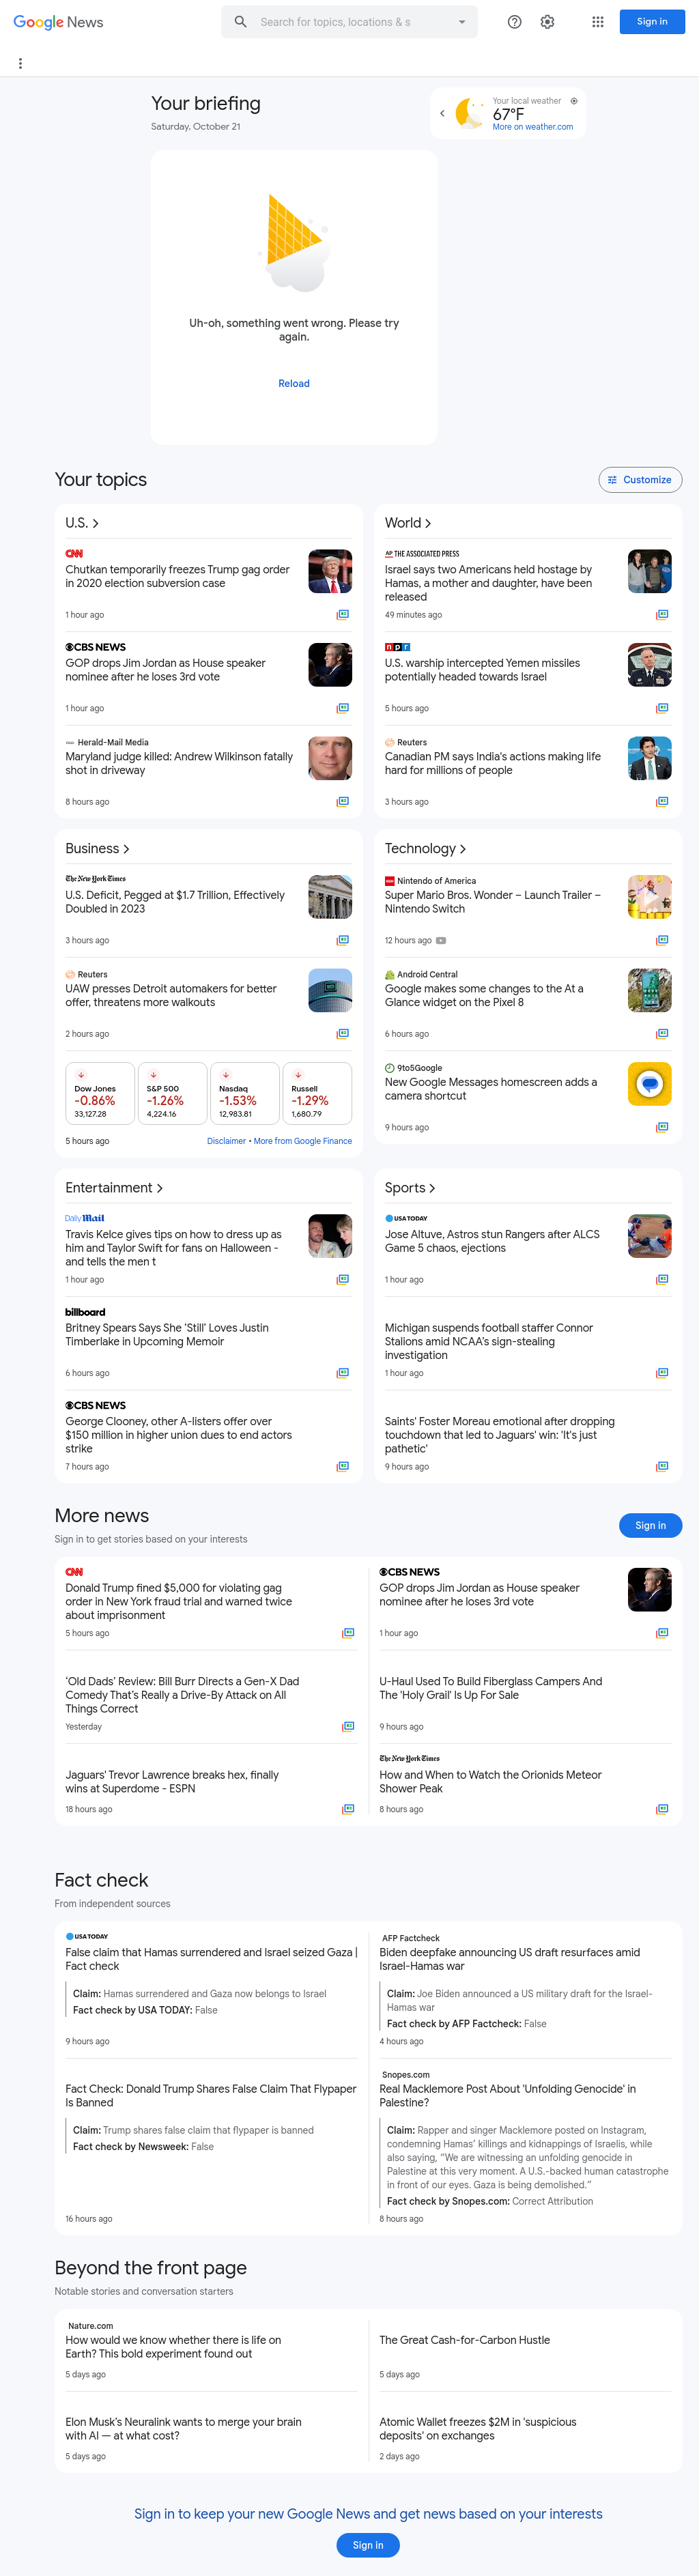 Google News
Search for topics, locations & s
Sign in
Your briefing
Saturday, October 21
Your local weather
67°F
More on weather.com
Uh-oh, something went wrong. Please try
again.
Reload
Your topics
Customize
U.S.
CNN
Chutkan temporarily freezes Trump gag order
in 2020 election subversion case
1 hour ago
CBS NEWS
GOP drops Jim Jordan as House speaker
nominee after he loses 3rd vote
1 hour ago
Herald-Mail Media
Maryland judge killed: Andrew Wilkinson fatally
shot in driveway
8 hours ago
World
AP THE ASSOCIATED PRESS
Israel says two Americans held hostage by
Hamas, a mother and daughter, have been
released
49 minutes ago
npr
U.S. warship intercepted Yemen missiles
potentially headed towards Israel
5 hours ago
Reuters
Canadian PM says India's actions making life
hard for millions of people
3 hours ago
Business
The New York Times
U.S. Deficit, Pegged at $1.7 Trillion, Effectively
Doubled in 2023
3 hours ago
Reuters
UAW presses Detroit automakers for better
offer, threatens more walkouts
2 hours ago
Dow Jones
-0.86%
33,127.28
S&P 500
-1.26%
4,224.16
Nasdaq
-1.53%
12,983.81
Russell
-1.29%
1,680.79
5 hours ago
Disclaimer • More from Google Finance
Technology
Nintendo of America
Super Mario Bros. Wonder – Launch Trailer –
Nintendo Switch
12 hours ago
Android Central
Google makes some changes to the At a
Glance widget on the Pixel 8
6 hours ago
9to5Google
New Google Messages homescreen adds a
camera shortcut
9 hours ago
Entertainment
Daily Mail
Travis Kelce gives tips on how to dress up as
him and Taylor Swift for fans on Halloween -
and tells the men t
1 hour ago
billboard
Britney Spears Says She 'Still' Loves Justin
Timberlake in Upcoming Memoir
6 hours ago
CBS NEWS
George Clooney, other A-listers offer over
$150 million in higher union dues to end actors
strike
7 hours ago
Sports
USA TODAY
Jose Altuve, Astros stun Rangers after ALCS
Game 5 chaos, ejections
1 hour ago
Michigan suspends football staffer Connor
Stalions amid NCAA's sign-stealing
investigation
1 hour ago
Saints' Foster Moreau emotional after dropping
touchdown that led to Jaguars' win: 'It's just
pathetic'
9 hours ago
More news
Sign in to get stories based on your interests
Sign in
CNN
Donald Trump fined $5,000 for violating gag
order in New York fraud trial and warned twice
about imprisonment
5 hours ago
CBS NEWS
GOP drops Jim Jordan as House speaker
nominee after he loses 3rd vote
1 hour ago
‘Old Dads’ Review: Bill Burr Directs a Gen-X Dad
Comedy That’s Really a Drive-By Attack on All
Things Correct
Yesterday
U-Haul Used To Build Fiberglass Campers And
The 'Holy Grail' Is Up For Sale
9 hours ago
Jaguars' Trevor Lawrence breaks hex, finally
wins at Superdome - ESPN
18 hours ago
The New York Times
How and When to Watch the Orionids Meteor
Shower Peak
8 hours ago
Fact check
From independent sources
USA TODAY
False claim that Hamas surrendered and Israel seized Gaza |
Fact check
Claim: Hamas surrendered and Gaza now belongs to Israel
Fact check by USA TODAY: False
9 hours ago
AFP Factcheck
Biden deepfake announcing US draft resurfaces amid
Israel-Hamas war
Claim: Joe Biden announced a US military draft for the Israel-
Hamas war
Fact check by AFP Factcheck: False
4 hours ago
Fact Check: Donald Trump Shares False Claim That Flypaper
Is Banned
Claim: Trump shares false claim that flypaper is banned
Fact check by Newsweek: False
16 hours ago
Snopes.com
Real Macklemore Post About 'Unfolding Genocide' in
Palestine?
Claim: Rapper and singer Macklemore posted on Instagram,
condemning Hamas’ killings and kidnappings of Israelis, while
also saying, “We are witnessing an unfolding genocide in
Palestine at this very moment. A U.S.-backed human catastrophe
in front of our eyes. Gaza is being demolished.”
Fact check by Snopes.com: Correct Attribution
8 hours ago
Beyond the front page
Notable stories and conversation starters
Nature.com
How would we know whether there is life on
Earth? This bold experiment found out
5 days ago
The Great Cash-for-Carbon Hustle
5 days ago
Elon Musk’s Neuralink wants to merge your brain
with AI — at what cost?
5 days ago
Atomic Wallet freezes $2M in 'suspicious
deposits' on exchanges
2 days ago
Sign in to keep your new Google News and get news based on your interests
Sign in